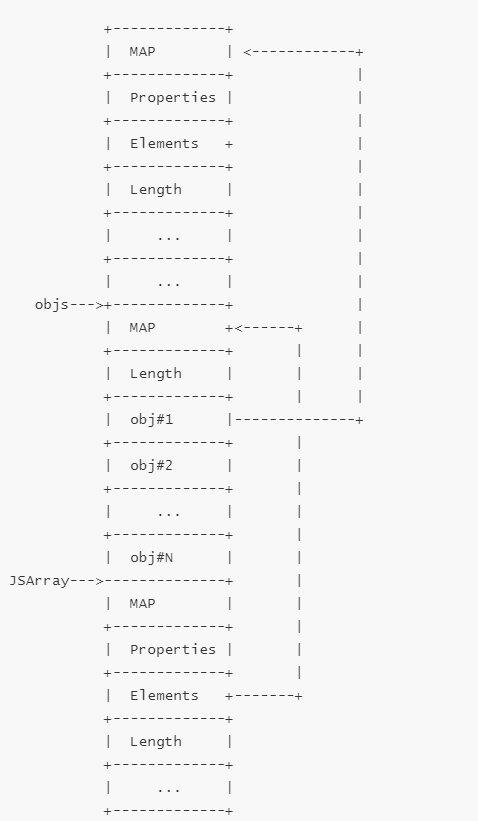 +-------------+
|  MAP        | <------------+
+-------------+              |
|  Properties |              |
+-------------+              |
|  Elements   +              |
+-------------+              |
|  Length     |              |
+-------------+              |
|     ...     |              |
+-------------+              |
|     ...     |              |
objs--->+-------------+              |
|  MAP        +<------+      |
+-------------+       |      |
|  Length     |       |      |
+-------------+       |      |
|  obj#1      |--------------+
+-------------+       |
|  obj#2      |       |
+-------------+       |
|     ...     |       |
+-------------+       |
|  obj#N      |       |
JSArray--->--------------+       |
|  MAP        |       |
+-------------+       |
|  Properties |       |
+-------------+       |
|  Elements   +-------+
+-------------+
|  Length     |
+-------------+
|     ...     |
+-------------+